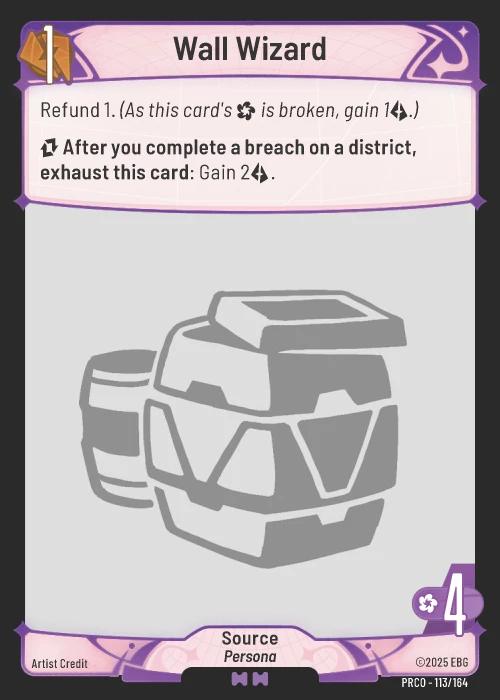 1
Wall Wizard
Refund 1. (As this card's is broken, gain 1.)
After you complete a breach on a district,
exhaust this card: Gain 2.
4
Source
Persona
Artist Credit
©2025 EBG
PRCO - 113/164